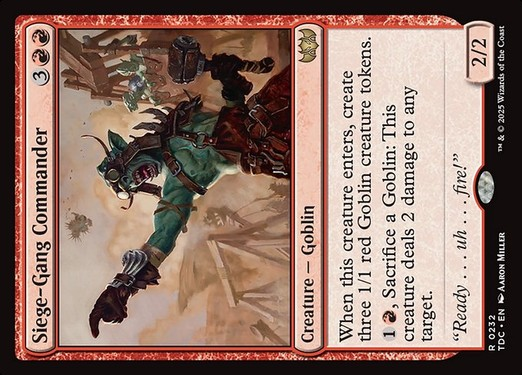 Siege-Gang Commander
3
Creature — Goblin
When this creature enters, create
three 1/1 red Goblin creature tokens.
1, Sacrifice a Goblin: This
creature deals 2 damage to any
target.
"Ready . . . uh . . . fire!"
2/2
R 0232
TDC • EN Aaron Miller
™ & © 2025 Wizards of the Coast